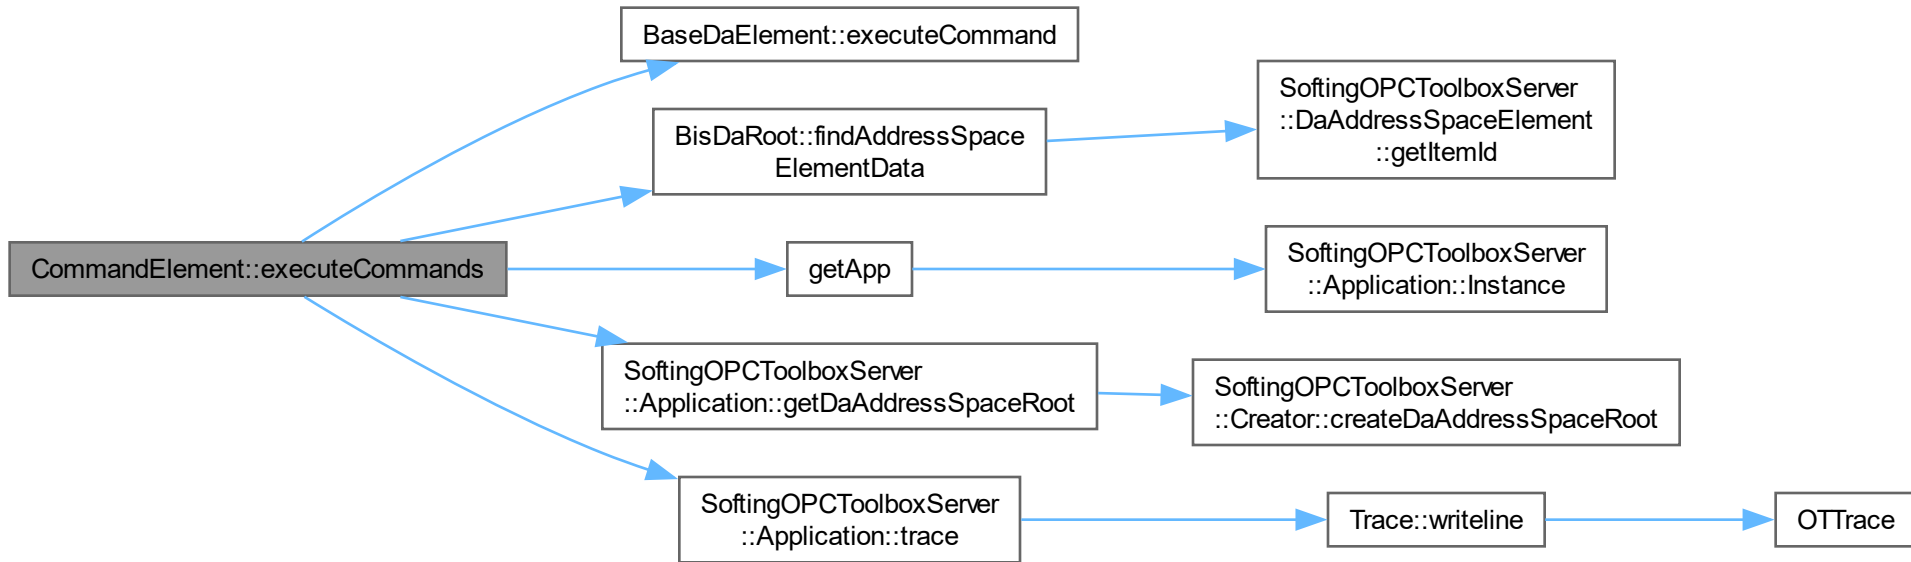 BaseDaElement::executeCommand
SoftingOPCToolboxServer
::DaAddressSpaceElement
::getItemId
BisDaRoot::findAddressSpace
ElementData
CommandElement::executeCommands
getApp
SoftingOPCToolboxServer
::Application::Instance
SoftingOPCToolboxServer
::Application::getDaAddressSpaceRoot
SoftingOPCToolboxServer
::Creator::createDaAddressSpaceRoot
SoftingOPCToolboxServer
::Application::trace
Trace::writeline
OTTrace